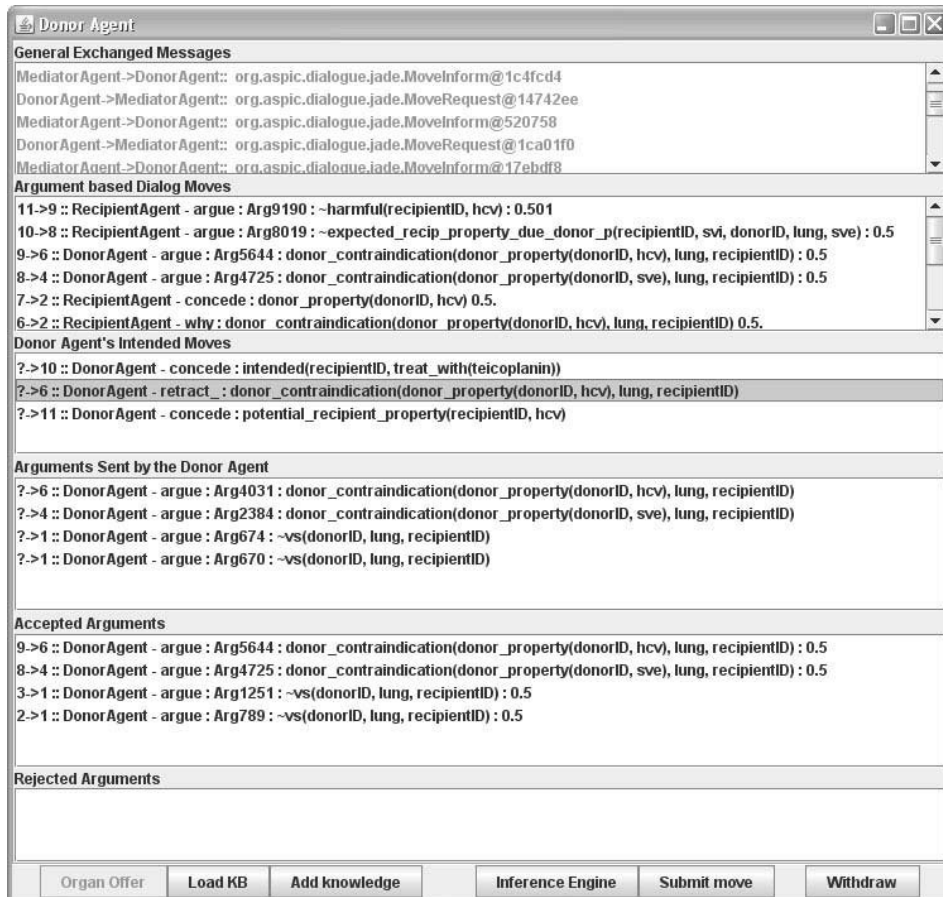 Donor Agent
General Exchanged Messages
MediatorAgent->DonorAgent:: org.aspic.dialogue.jade.MoveInform@1c4fcd4
DonorAgent->MediatorAgent:: org.aspic.dialogue.jade.MoveRequest@14742ee
MediatorAgent->DonorAgent:: org.aspic.dialogue.jade.MoveInform@520758
DonorAgent->MediatorAgent:: org.aspic.dialogue.jade.MoveRequest@1ca01f0
MediatorAgent->DonorAgent:: org.aspic.dialogue.jade.MoveInform@17ebdf8
Argument based Dialog Moves
11->9 :: RecipientAgent - argue : Arg9190 : ~harmful(recipientID, hcv) : 0.501
10->8 :: RecipientAgent - argue : Arg8019 : ~expected_recip_property_due_donor_p(recipientID, svi, donorID, lung, sve) : 0.5
9->6 :: DonorAgent - argue : Arg5644 : donor_contraindication(donor_property(donorID, hcv), lung, recipientID) : 0.5
8->4 :: DonorAgent - argue : Arg4725 : donor_contraindication(donor_property(donorID, sve), lung, recipientID) : 0.5
7->2 :: RecipientAgent - concede : donor_property(donorID, hcv) 0.5.
6->2 :: RecipientAgent - why : donor_contraindication(donor_property(donorID, hcv), lung, recipientID) 0.5.
Donor Agent's Intended Moves
?->10 :: DonorAgent - concede : intended(recipientID, treat_with(teicoplanin))
?->6 :: DonorAgent - retract_ : donor_contraindication(donor_property(donorID, hcv), lung, recipientID)
?->11 :: DonorAgent - concede : potential_recipient_property(recipientID, hcv)
Arguments Sent by the Donor Agent
?->6 :: DonorAgent - argue : Arg4031 : donor_contraindication(donor_property(donorID, hcv), lung, recipientID)
?->4 :: DonorAgent - argue : Arg2384 : donor_contraindication(donor_property(donorID, sve), lung, recipientID)
?->1 :: DonorAgent - argue : Arg674 : ~vs(donorID, lung, recipientID)
?->1 :: DonorAgent - argue : Arg670 : ~vs(donorID, lung, recipientID)
Accepted Arguments
9->6 :: DonorAgent - argue : Arg5644 : donor_contraindication(donor_property(donorID, hcv), lung, recipientID) : 0.5
8->4 :: DonorAgent - argue : Arg4725 : donor_contraindication(donor_property(donorID, sve), lung, recipientID) : 0.5
3->1 :: DonorAgent - argue : Arg1251 : ~vs(donorID, lung, recipientID) : 0.5
2->1 :: DonorAgent - argue : Arg789 : ~vs(donorID, lung, recipientID) : 0.5
Rejected Arguments
Organ Offer Load KB Add knowledge Inference Engine Submit move Withdraw